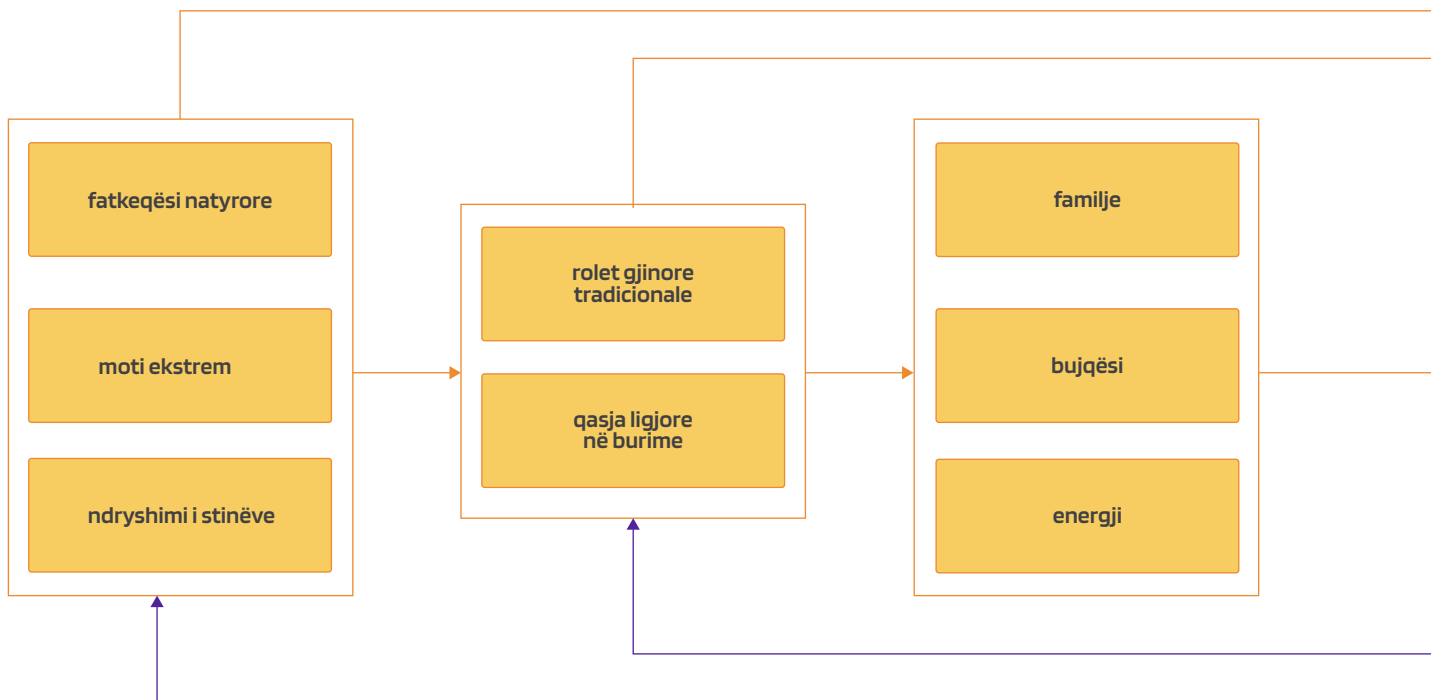 fatkeqësi natyrore
moti ekstrem
ndryshimi i stinëve
rolet gjinore
tradicionale
qasja ligjore
në burime
familje
bujqësi
energji